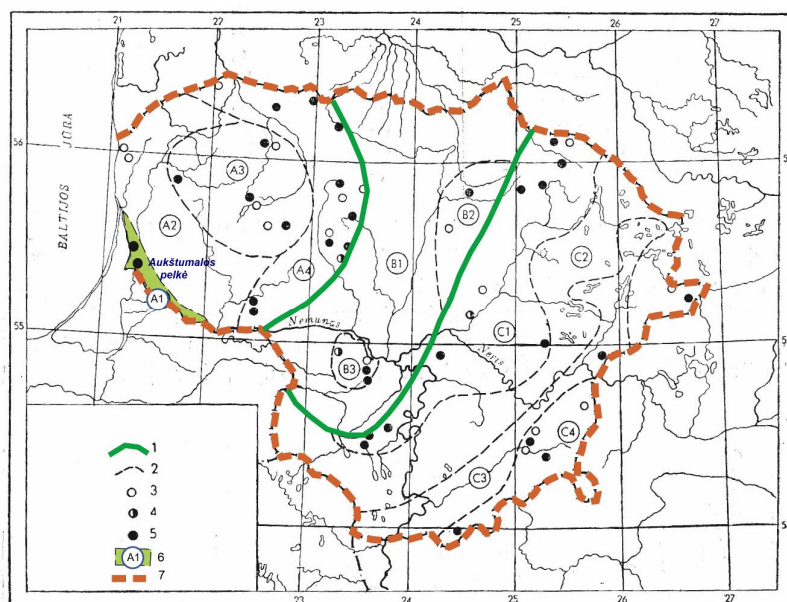 21 22 23 24 25 26 27
56
BALTIJOS JŪRA
A3
A2
B2
Aukštumalos
pelkė
A4
B1
C2
A1
55
Nemunas
Neris
C1
B3
C4
C3
1
2
3
4
5
A1 6
7
23 24 25 26 27